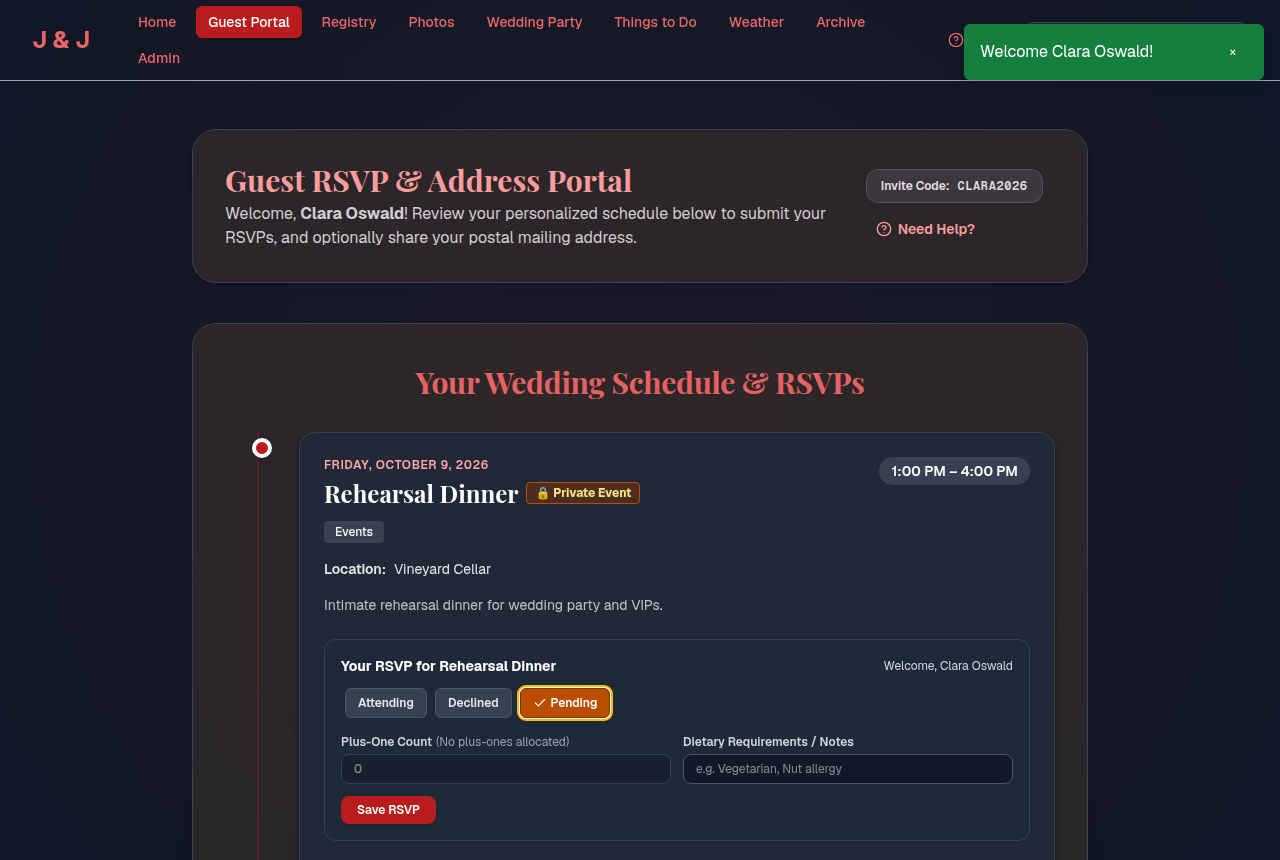 J & J
Home Guest Portal Registry Photos Wedding Party Things to Do Weather Archive
Admin
Welcome Clara Oswald! ×
Guest RSVP & Address Portal
Welcome, Clara Oswald! Review your personalized schedule below to submit your
RSVPs, and optionally share your postal mailing address.
Invite Code: CLARA2026
Need Help?
Your Wedding Schedule & RSVPs
FRIDAY, OCTOBER 9, 2026
1:00 PM – 4:00 PM
Rehearsal Dinner 🔒 Private Event
Events
Location: Vineyard Cellar
Intimate rehearsal dinner for wedding party and VIPs.
Your RSVP for Rehearsal Dinner
Welcome, Clara Oswald
Attending Declined ✓ Pending
Plus-One Count (No plus-ones allocated)
Dietary Requirements / Notes
0
e.g. Vegetarian, Nut allergy
Save RSVP